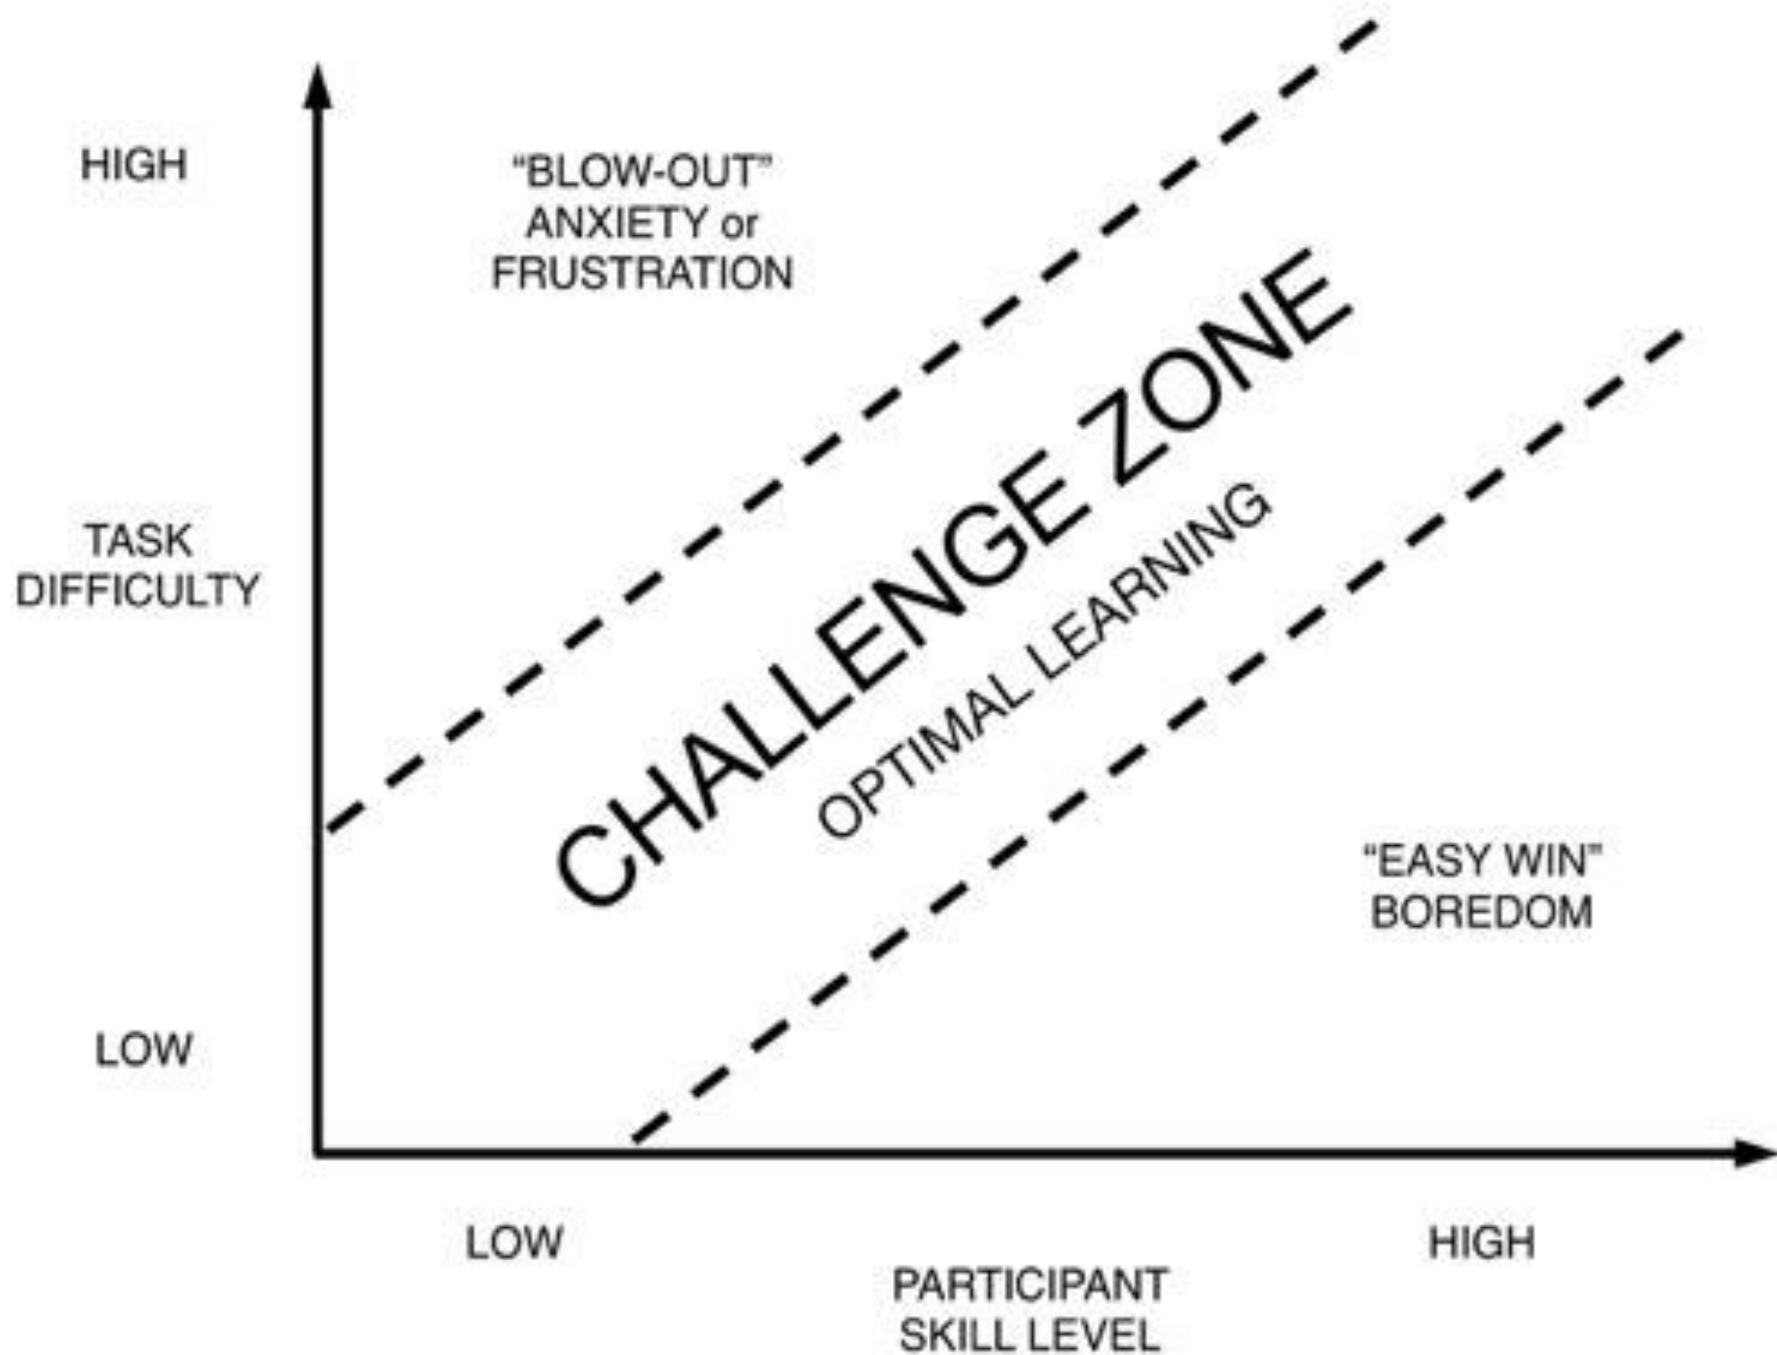 HIGH
“BLOW-OUT”
ANXIETY or
FRUSTRATION
TASK
DIFFICULTY
CHALLENGE ZONE
OPTIMAL LEARNING
“EASY WIN”
BOREDOM
LOW
LOW
HIGH
PARTICIPANT
SKILL LEVEL